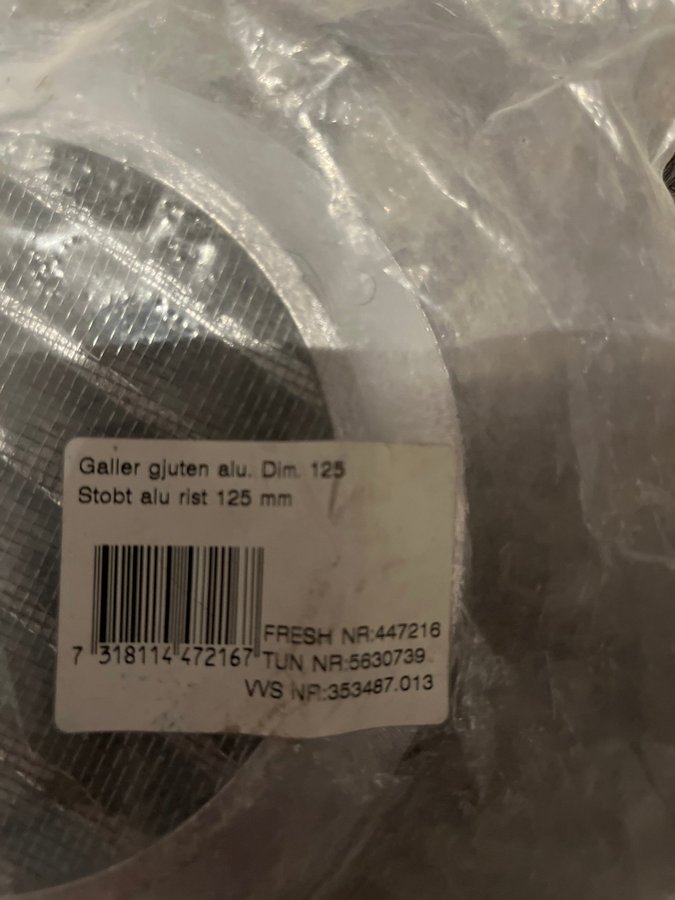 Galler gjuten alu. Dim. 125
Stobt alu rist 125 mm
7 318114 472167
FRESH NR:447216
TUN NR:5630739
VVS NR:353487.013